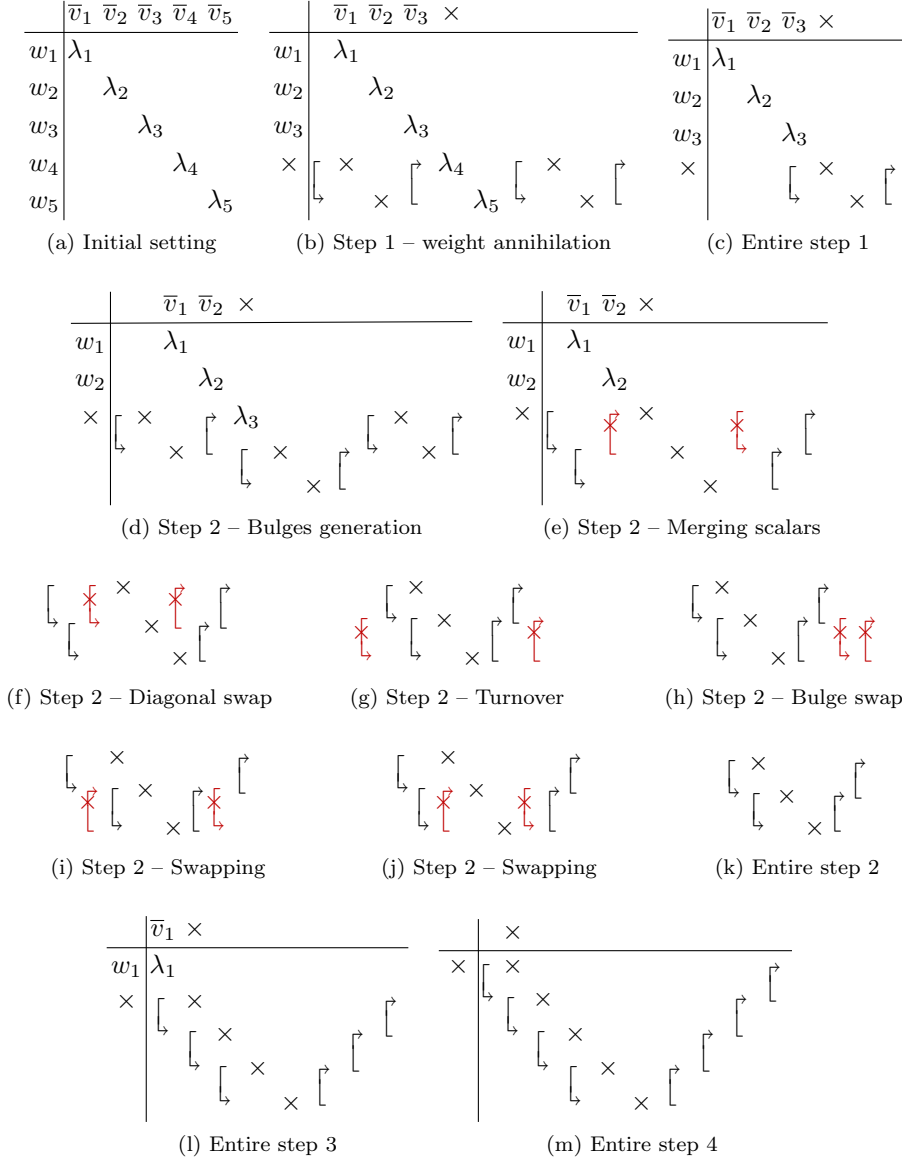 v̅₁ v̅₂ v̅₃ v̅₄ v̅₅
w₁ λ₁
w₂ λ₂
w₃ λ₃
w₄ λ₄
w₅ λ₅
(a) Initial setting
v̅₁ v̅₂ v̅₃ ×
w₁ λ₁
w₂ λ₂
w₃ λ₃
× × λ₄ ×
× λ₅ ×
(b) Step 1 – weight annihilation
v̅₁ v̅₂ v̅₃ ×
w₁ λ₁
w₂ λ₂
w₃ λ₃
× ×
×
(c) Entire step 1
v̅₁ v̅₂ ×
w₁ λ₁
w₂ λ₂
× × λ₃ ×
× × ×
×
(d) Step 2 – Bulges generation
v̅₁ v̅₂ ×
w₁ λ₁
w₂ λ₂
× × × ×
×
×
(e) Step 2 – Merging scalars
× × ×
×
×
(f) Step 2 – Diagonal swap
×
× × ×
×
(g) Step 2 – Turnover
×
× × ×
×
(h) Step 2 – Bulge swap
×
× × ×
×
(i) Step 2 – Swapping
×
× × ×
×
(j) Step 2 – Swapping
×
×
×
(k) Entire step 2
v̅₁ ×
w₁ λ₁
× ×
×
×
×
(l) Entire step 3
×
× ×
×
×
×
×
(m) Entire step 4